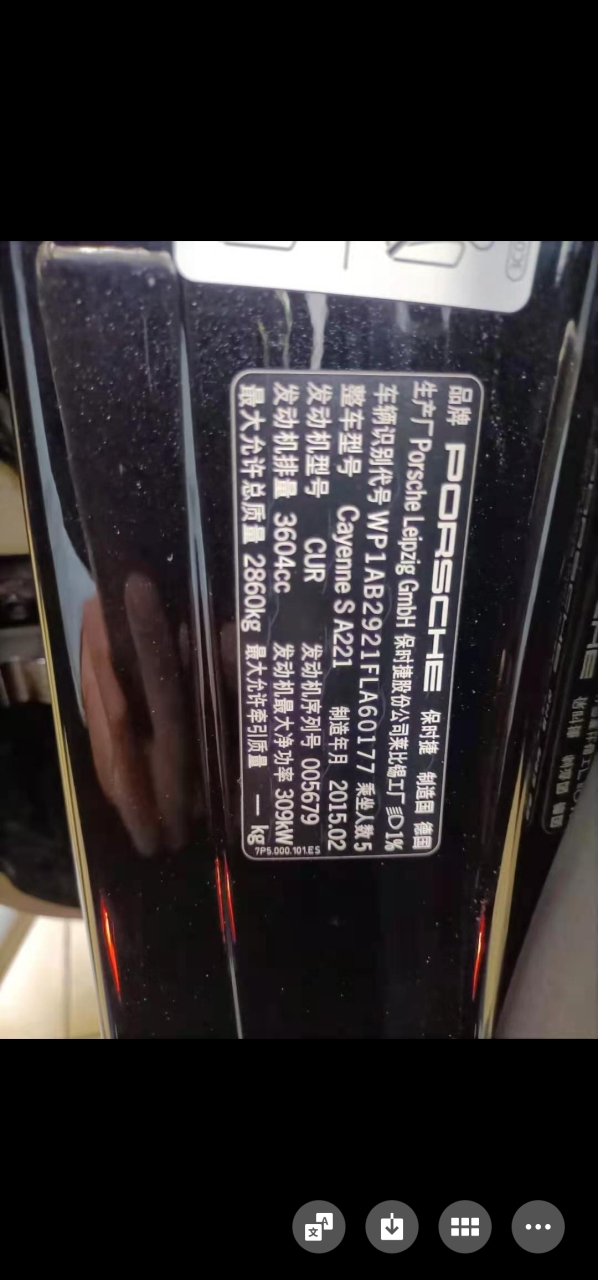 品牌 PORSCHE 保时捷 制造国 德国
生产厂 Porsche Leipzig GmbH 保时捷股份公司莱比锡工厂 1%
车辆识别代号 WP1AB2921FLA60177 乘坐人数 5
整车型号 Cayenne S A221 制造年月 2015.02
发动机型号 CUR 发动机序列号 005679
发动机排量 3604cc 发动机最大净功率 309kW
最大允许总质量 2860kg 最大允许牵引质量 — kg
7P5.000.101.ES